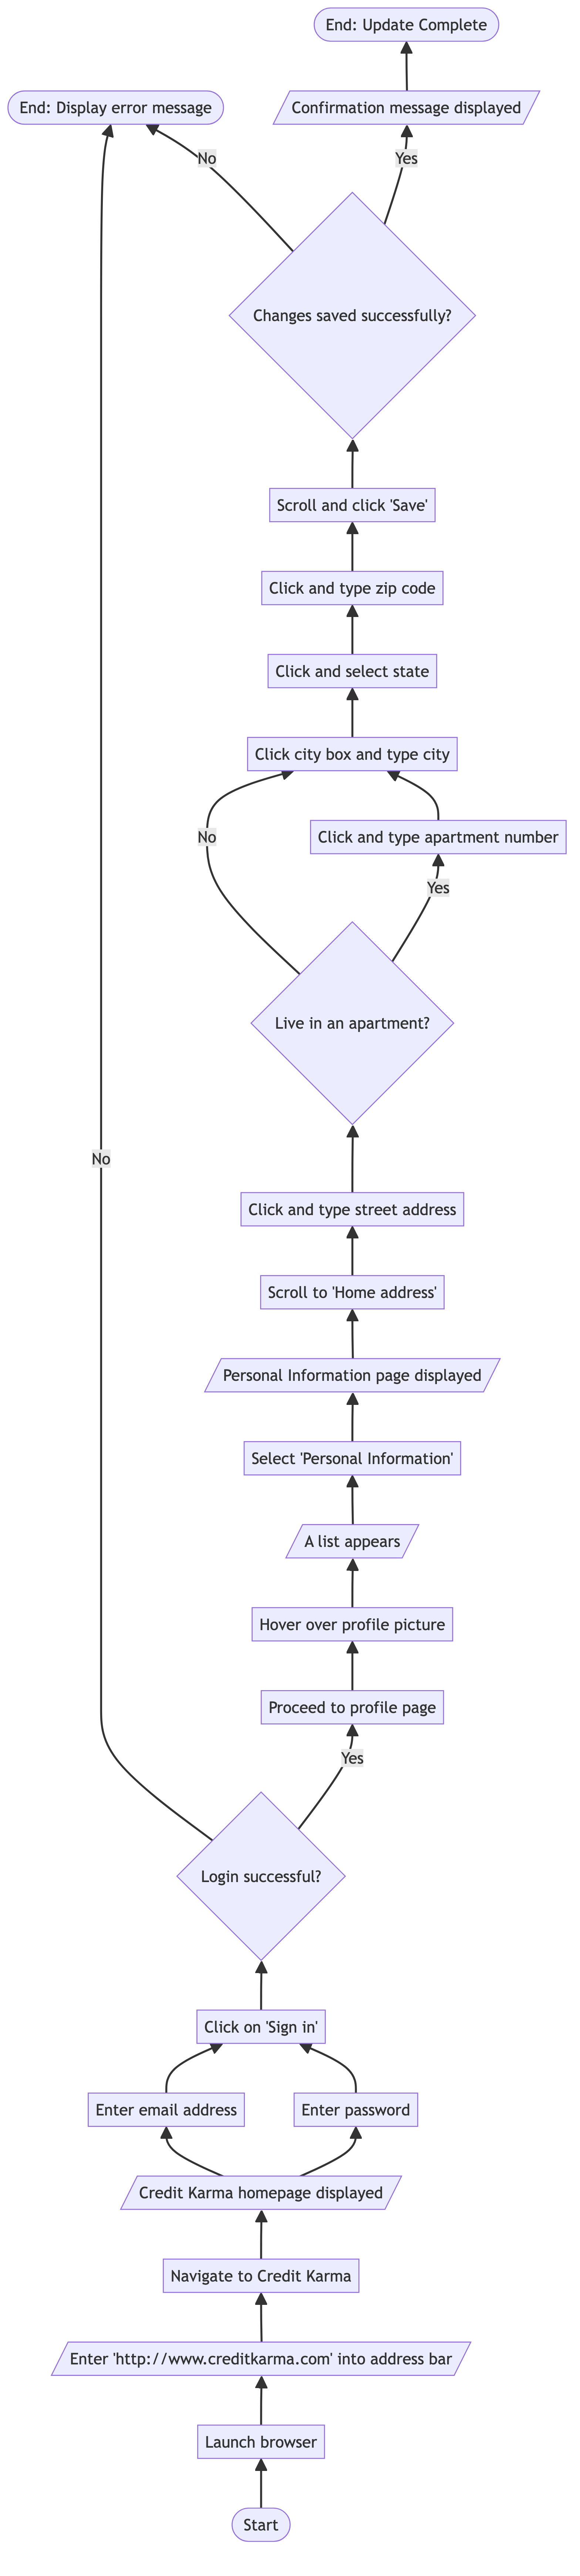 End: Update Complete
End: Display error message
Confirmation message displayed
No
Yes
Changes saved successfully?
Scroll and click 'Save'
Click and type zip code
Click and select state
Click city box and type city
No
Click and type apartment number
Yes
Live in an apartment?
No
Click and type street address
Scroll to 'Home address'
Personal Information page displayed
Select 'Personal Information'
A list appears
Hover over profile picture
Proceed to profile page
Yes
Login successful?
Click on 'Sign in'
Enter email address
Enter password
Credit Karma homepage displayed
Navigate to Credit Karma
Enter 'http://www.creditkarma.com' into address bar
Launch browser
Start